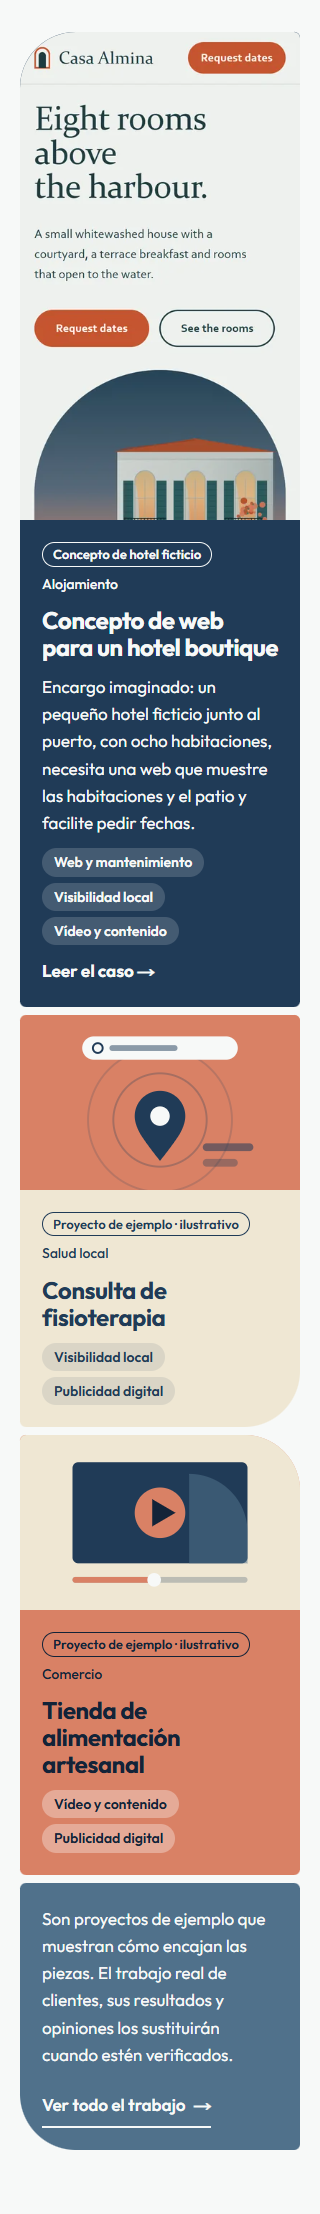 Casa Almina
Request dates
Eight rooms
above
the harbour.
A small whitewashed house with a
courtyard, a terrace breakfast and rooms
that open to the water.
Request dates
See the rooms
Concepto de hotel ficticio
Alojamiento
Concepto de web
para un hotel boutique
Encargo imaginado: un
pequeño hotel ficticio junto al
puerto, con ocho habitaciones,
necesita una web que muestre
las habitaciones y el patio y
facilite pedir fechas.
Web y mantenimiento
Visibilidad local
Vídeo y contenido
Leer el caso →
Proyecto de ejemplo · ilustrativo
Salud local
Consulta de
fisioterapia
Visibilidad local
Publicidad digital
Proyecto de ejemplo · ilustrativo
Comercio
Tienda de
alimentación
artesanal
Vídeo y contenido
Publicidad digital
Son proyectos de ejemplo que
muestran cómo encajan las
piezas. El trabajo real de
clientes, sus resultados y
opiniones los sustituirán
cuando estén verificados.
Ver todo el trabajo →